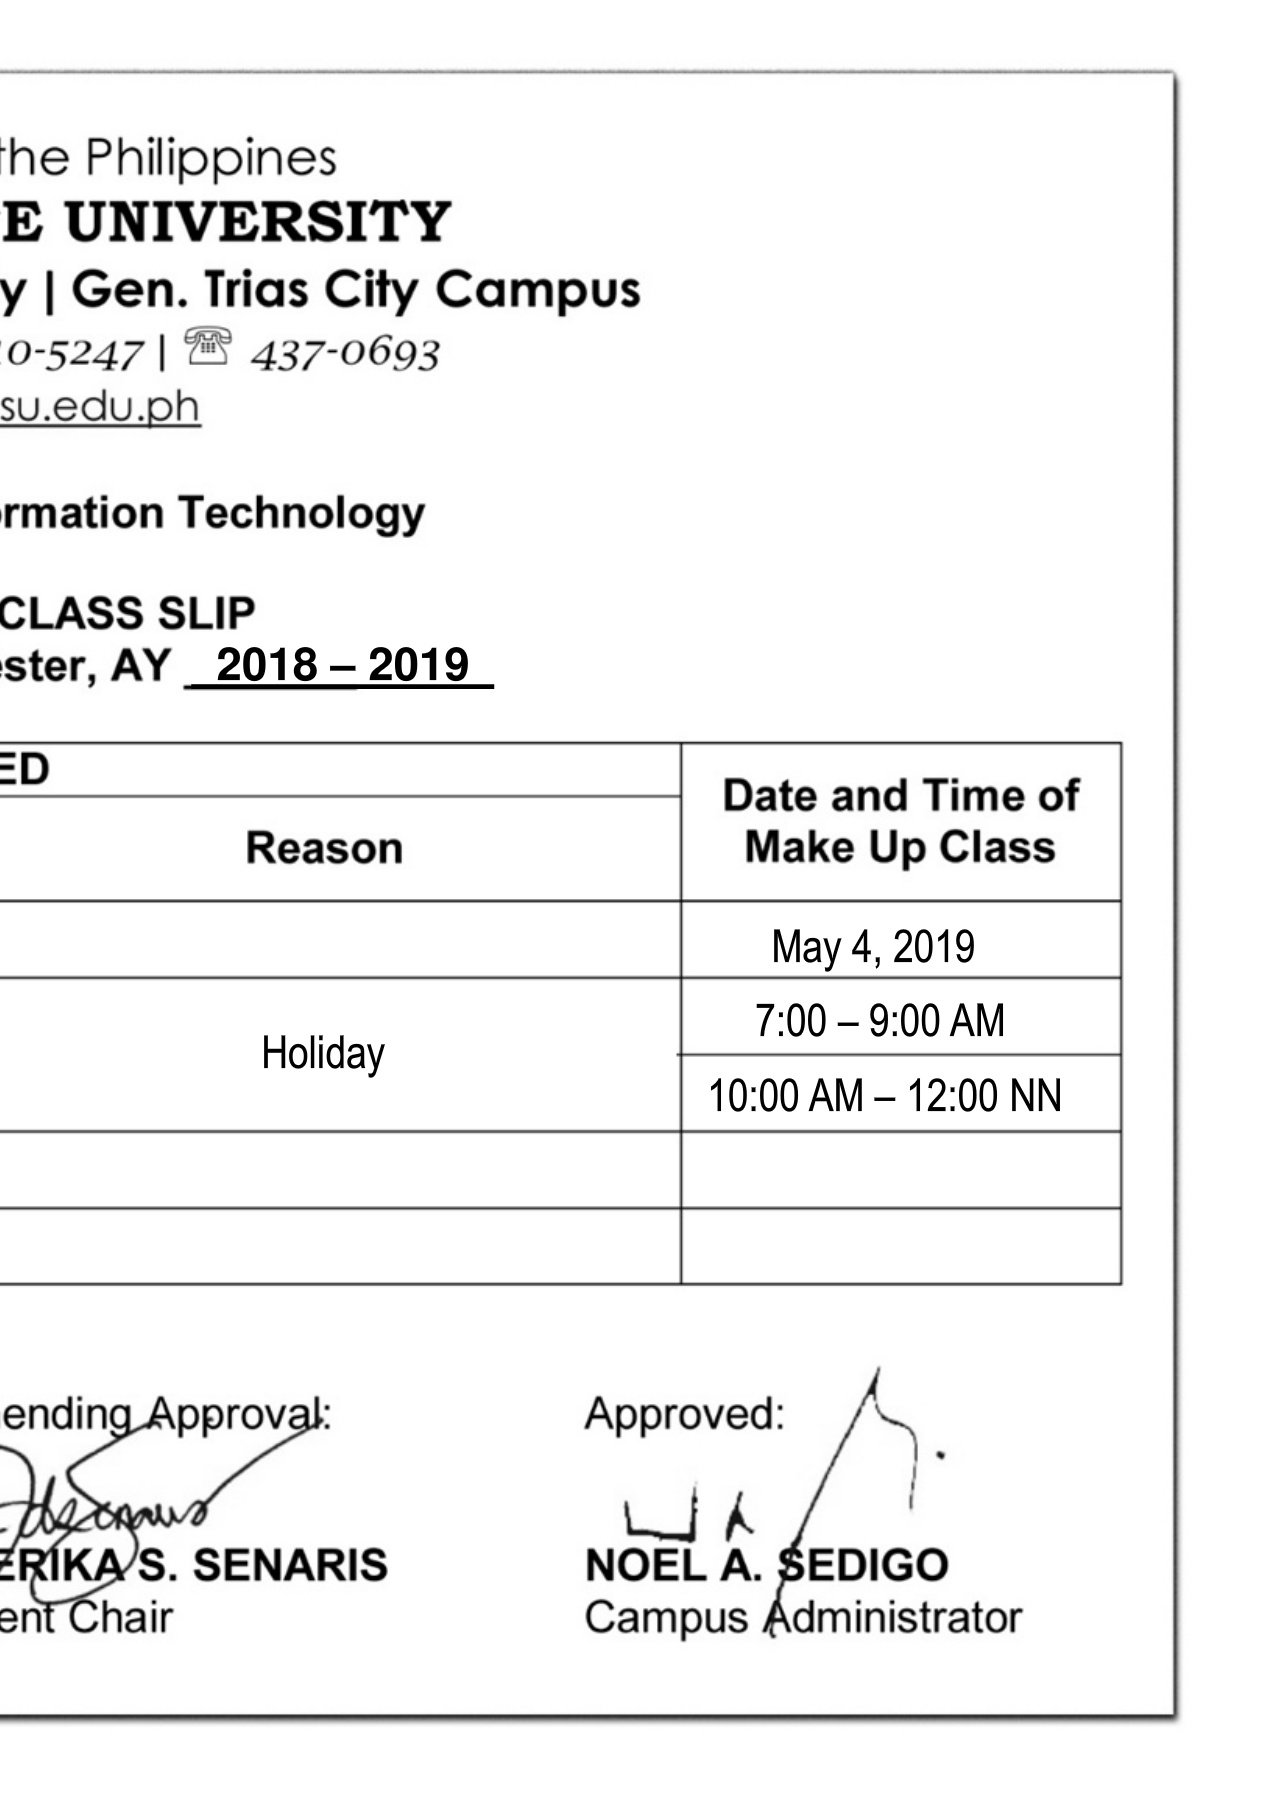 the Philippines
E UNIVERSITY
y | Gen. Trias City Campus
0-5247 | ☏ 437-0693
su.edu.ph
ormation Technology
CLASS SLIP
ester, AY 2018 – 2019
ED
Date and Time of
Make Up Class
Reason
May 4, 2019
7:00 – 9:00 AM
Holiday
10:00 AM – 12:00 NN
ending Approval:
Approved:
ERIKA S. SENARIS
NOEL A. SEDIGO
ent Chair
Campus Administrator